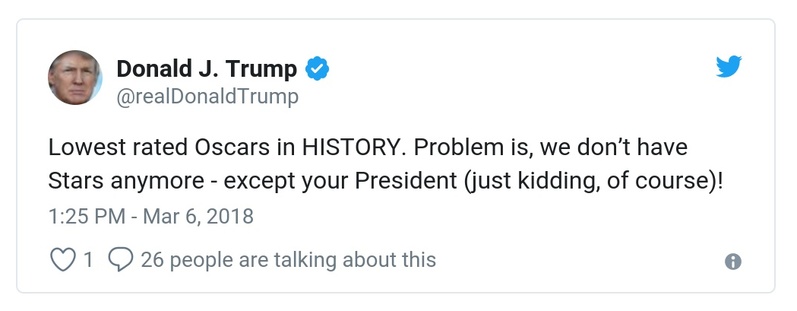 Donald J. Trump
@realDonaldTrump
Lowest rated Oscars in HISTORY. Problem is, we don’t have
Stars anymore - except your President (just kidding, of course)!
1:25 PM - Mar 6, 2018
1 26 people are talking about this